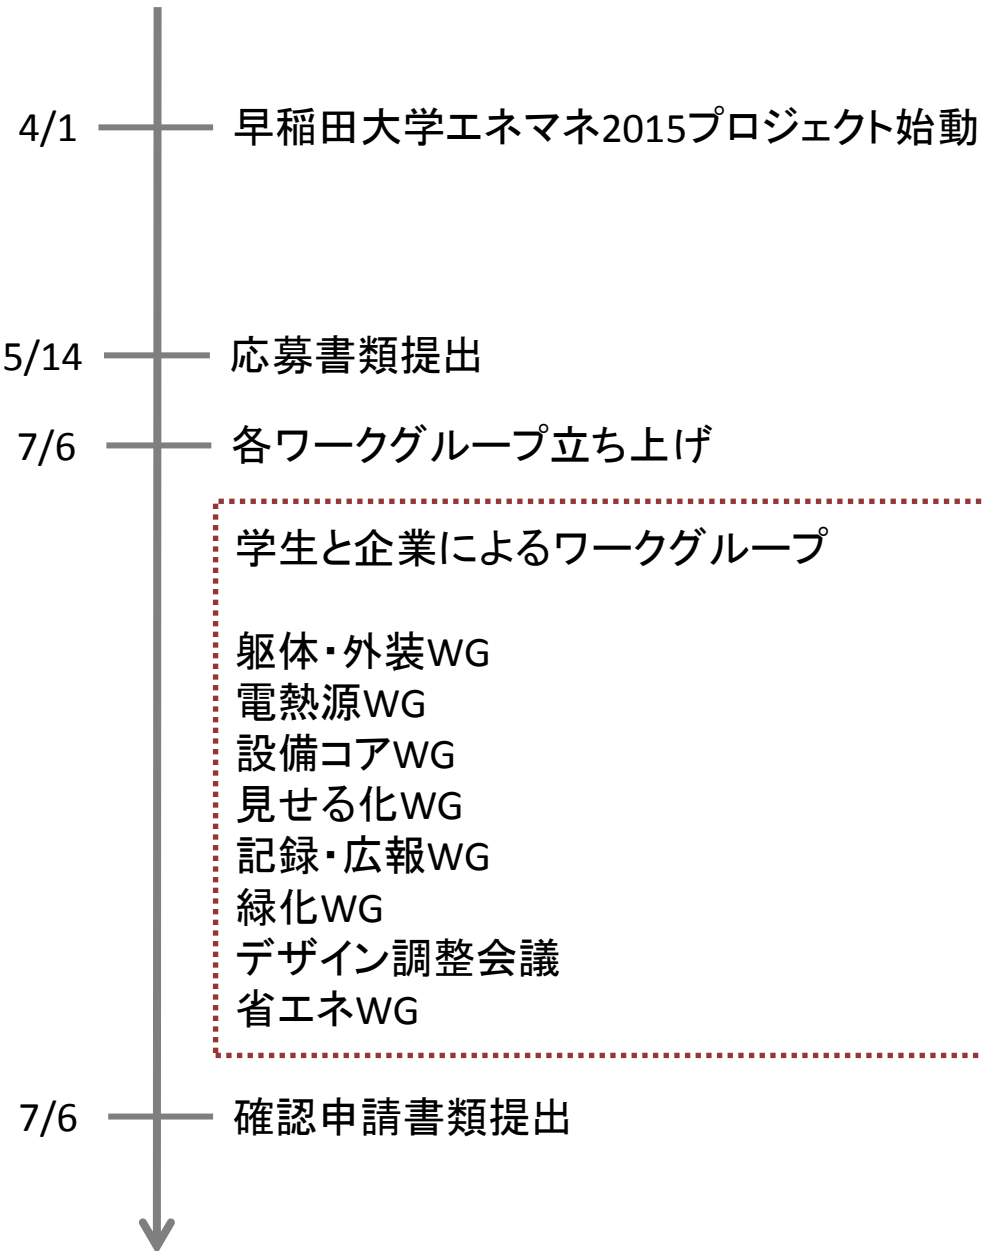 4/1 早稲田大学エネマネ2015プロジェクト始動
5/14 応募書類提出
7/6 各ワークグループ立ち上げ
学生と企業によるワークグループ
躯体・外装WG
電熱源WG
設備コアWG
見せる化WG
記録・広報WG
緑化WG
デザイン調整会議
省エネWG
7/6 確認申請書類提出